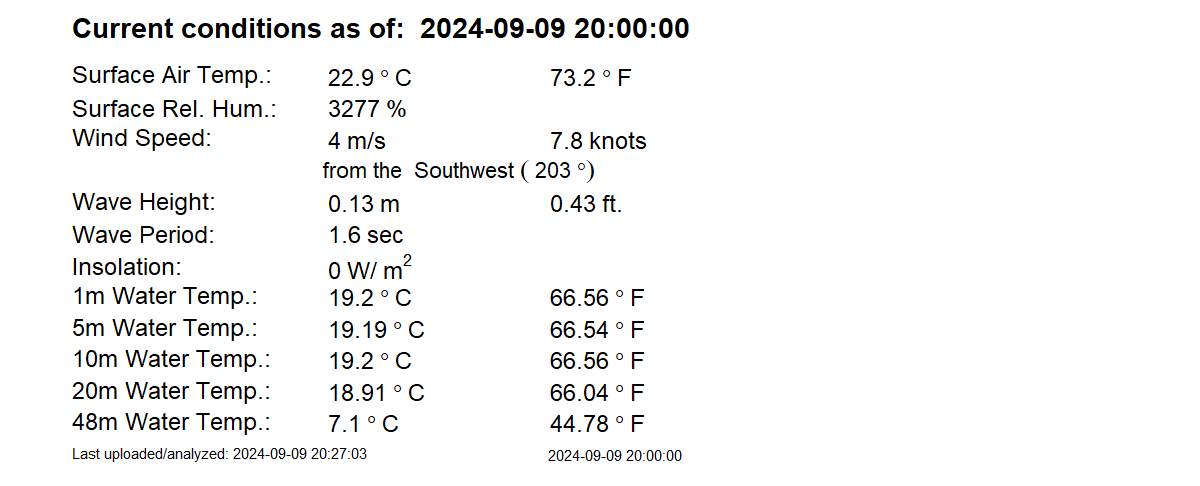 Current conditions as of: 2024-09-09 20:00:00
Surface Air Temp.: 22.9 ° C 73.2 ° F
Surface Rel. Hum.: 3277 %
Wind Speed: 4 m/s 7.8 knots
from the Southwest ( 203 °)
Wave Height: 0.13 m 0.43 ft.
Wave Period: 1.6 sec
Insolation: 0 W/ m²
1m Water Temp.: 19.2 ° C 66.56 ° F
5m Water Temp.: 19.19 ° C 66.54 ° F
10m Water Temp.: 19.2 ° C 66.56 ° F
20m Water Temp.: 18.91 ° C 66.04 ° F
48m Water Temp.: 7.1 ° C 44.78 ° F
Last uploaded/analyzed: 2024-09-09 20:27:03 2024-09-09 20:00:00